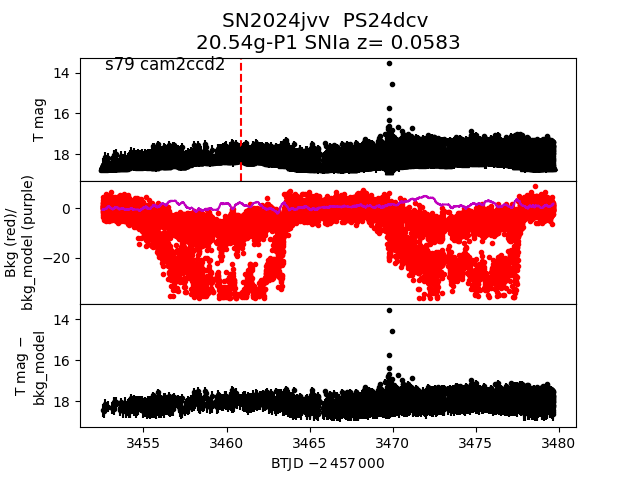 SN2024jvv  PS24dcv
20.54g-P1 SNIa z= 0.0583
s79 cam2ccd2
T mag
14
16
18
Bkg (red)/
bkg_model (purple)
0
−20
T mag −
bkg_model
14
16
18
3455 3460 3465 3470 3475 3480
BTJD −2 457 000